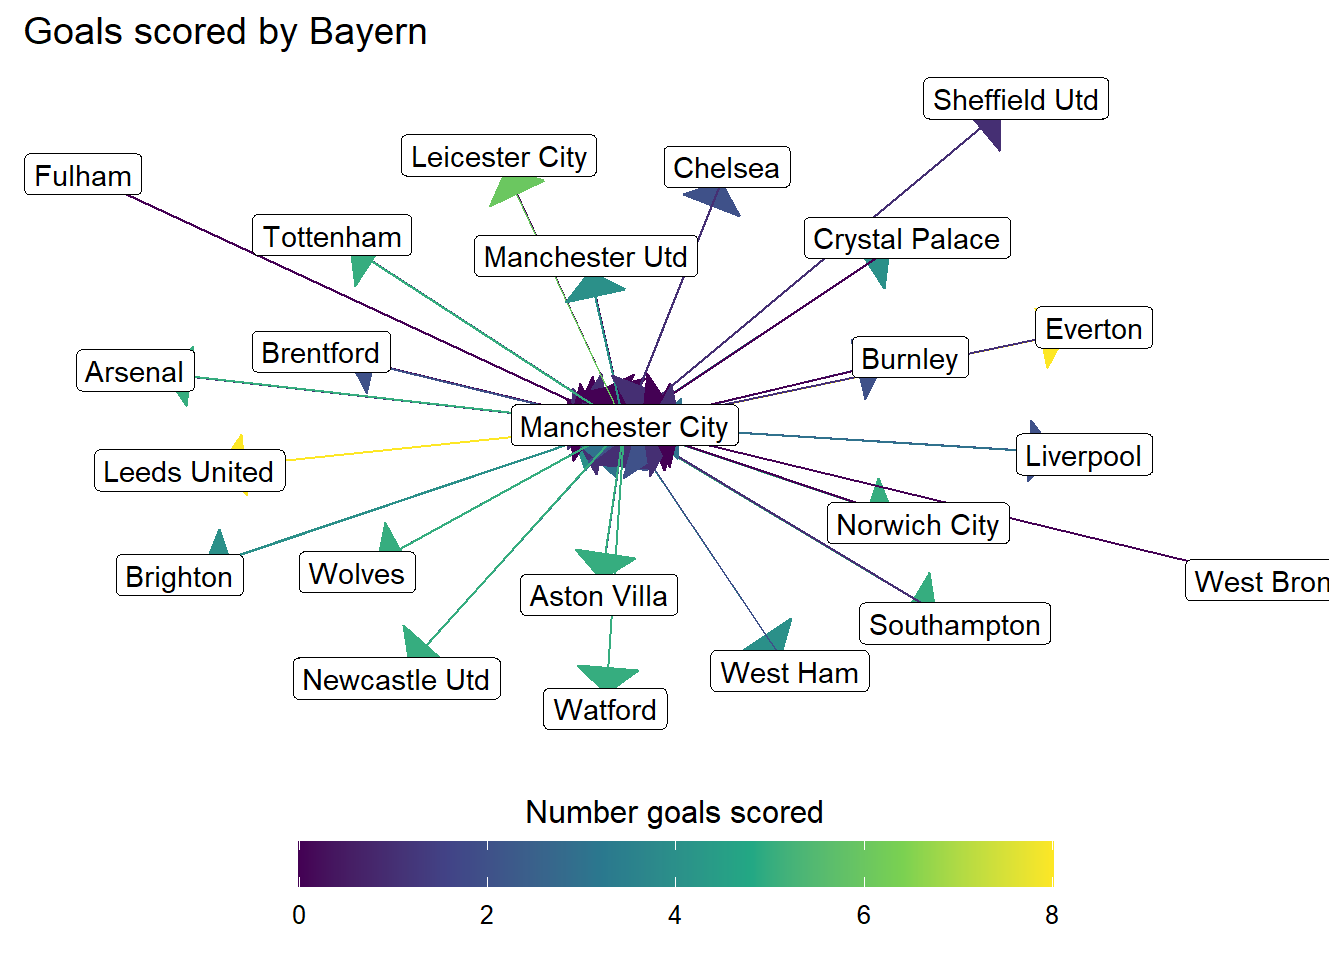 Goals scored by Bayern
Sheffield Utd
Leicester City
Chelsea
Fulham
Tottenham
Crystal Palace
Manchester Utd
Everton
Brentford
Burnley
Arsenal
Manchester City
Liverpool
Leeds United
Norwich City
Wolves
Brighton
West Bron
Aston Villa
Southampton
West Ham
Newcastle Utd
Watford
Number goals scored
0 2 4 6 8